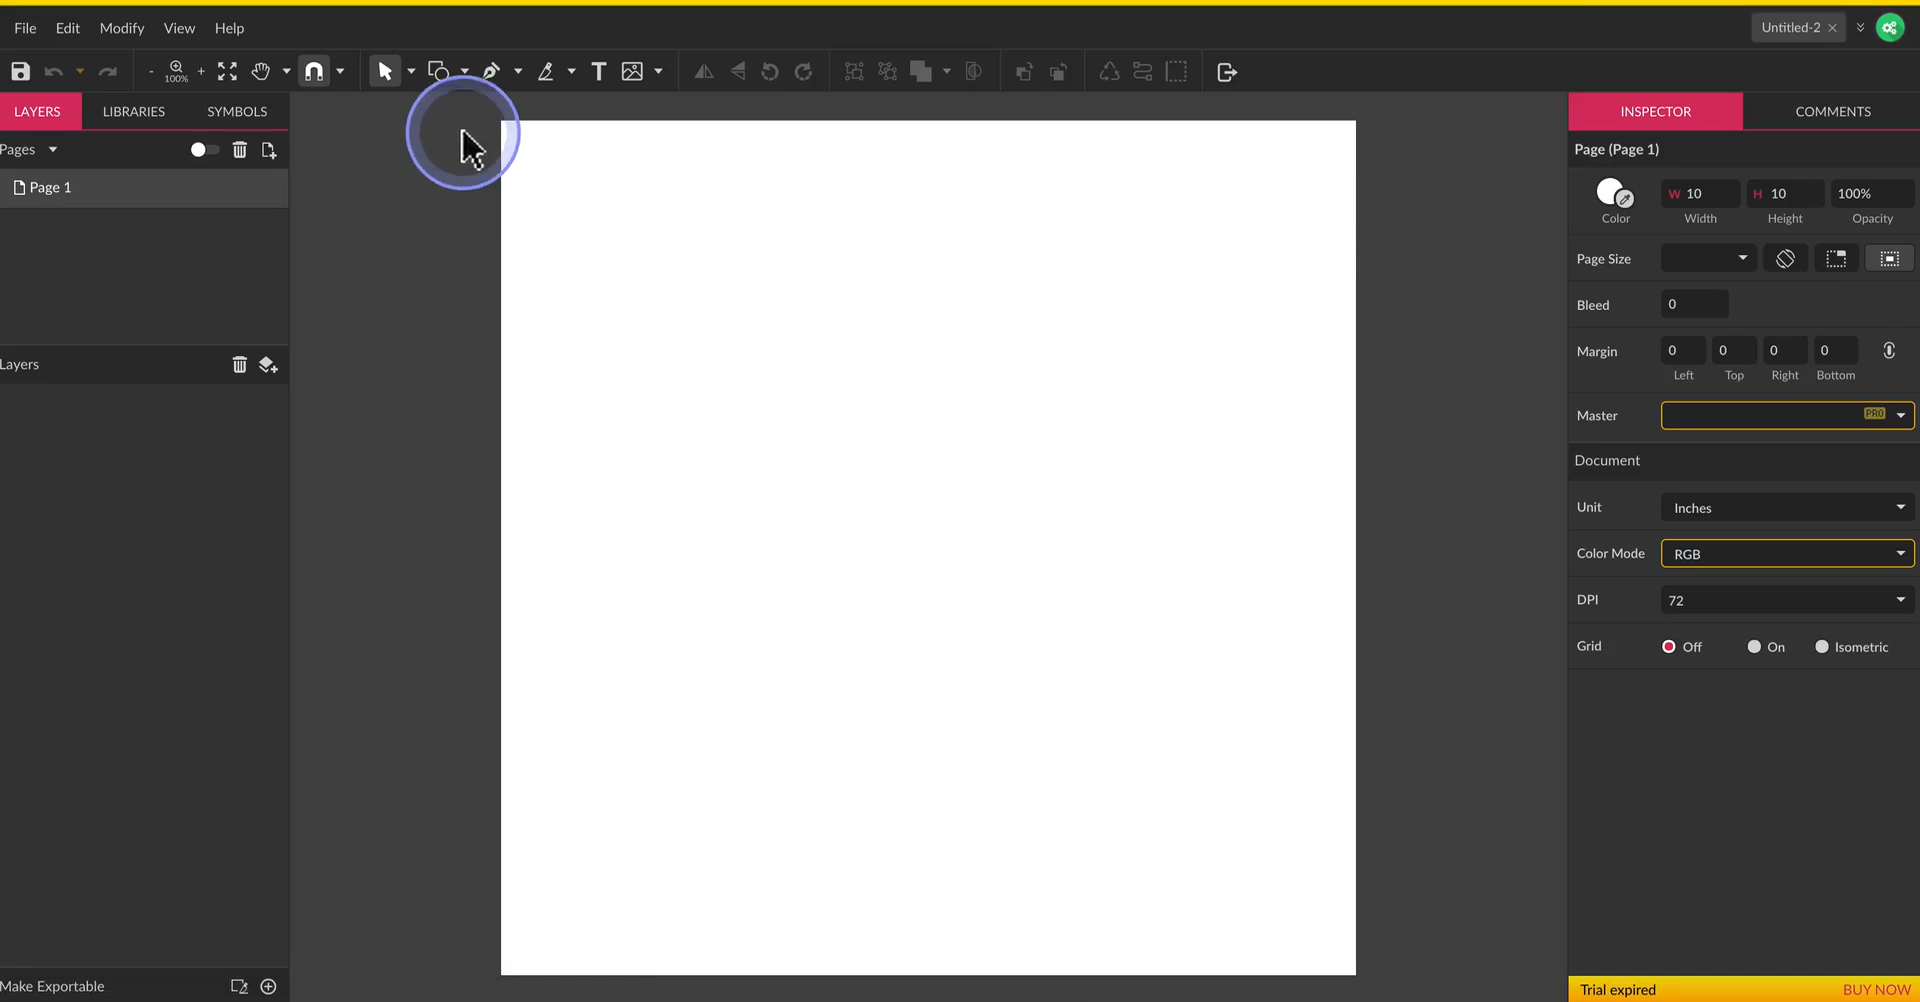 File Edit Modify View Help
Untitled-2
- 100% +
T
LAYERS LIBRARIES SYMBOLS
INSPECTOR COMMENTS
Pages
Page (Page 1)
Page 1
W 10 H 10 100%
Color Width Height Opacity
Page Size
Bleed 0
Margin 0 0 0 0
Left Top Right Bottom
Layers
Master PRO
Document
Unit Inches
Color Mode RGB
DPI 72
Grid Off On Isometric
Make Exportable
Trial expired BUY NOW